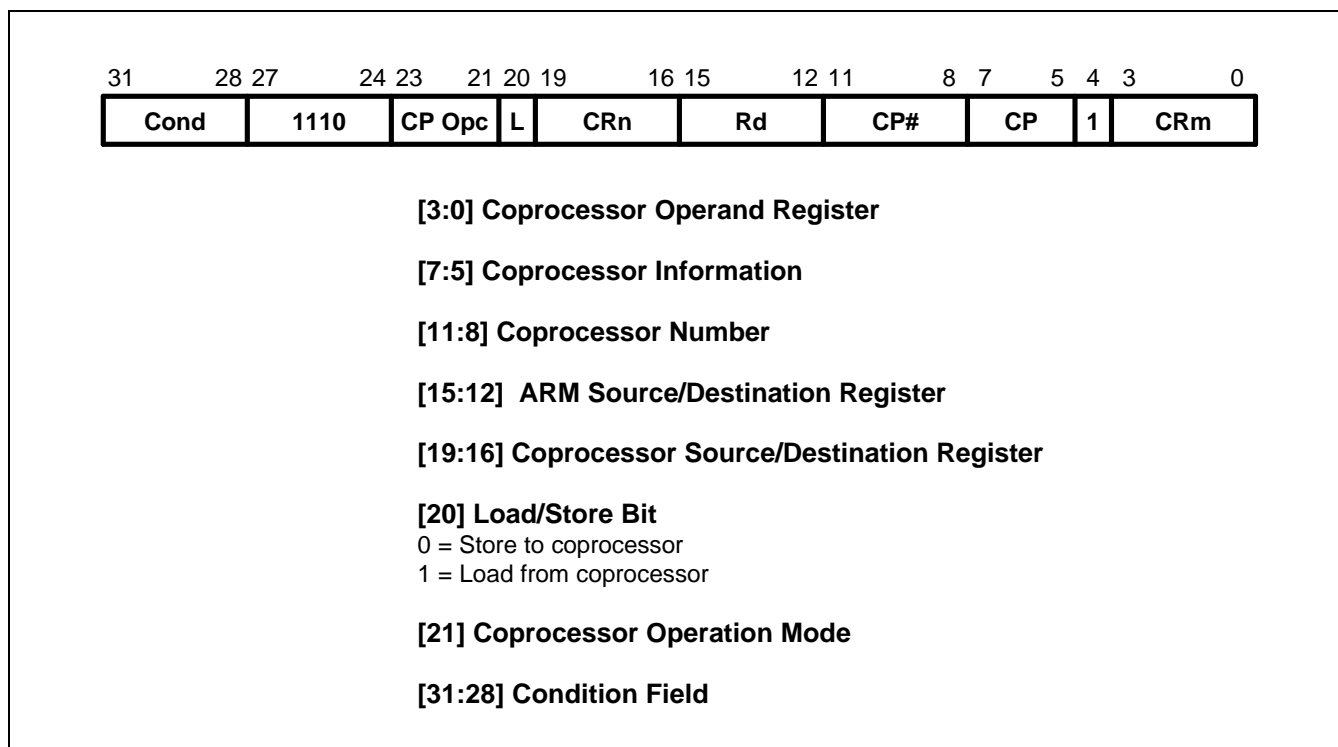 31 28 27 24 23 21 20 19 16 15 12 11 8 7 5 4 3 0
Cond 1110 CP Opc L CRn Rd CP# CP 1 CRm
[3:0] Coprocessor Operand Register
[7:5] Coprocessor Information
[11:8] Coprocessor Number
[15:12] ARM Source/Destination Register
[19:16] Coprocessor Source/Destination Register
[20] Load/Store Bit
0 = Store to coprocessor
1 = Load from coprocessor
[21] Coprocessor Operation Mode
[31:28] Condition Field